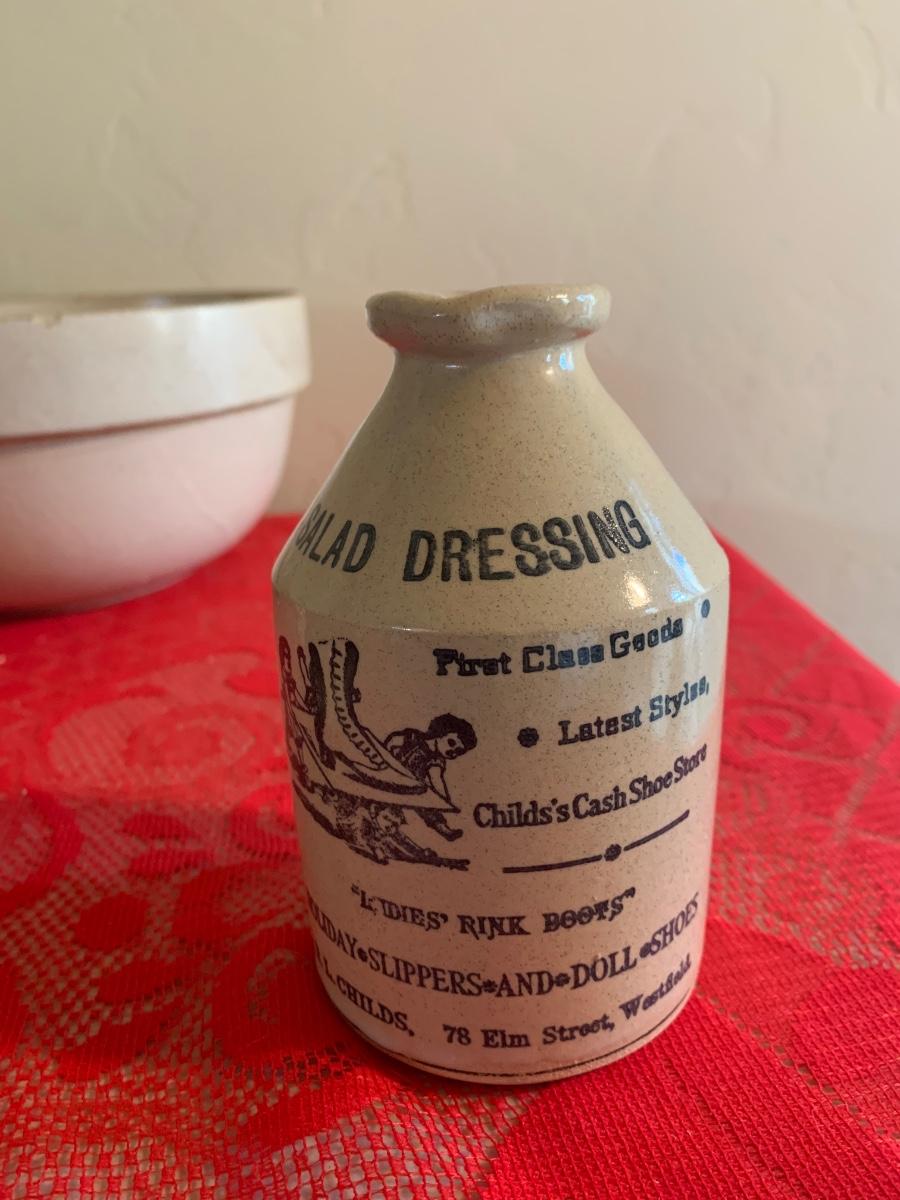 SALAD DRESSING
First Class Goods •
• Latest Styles,
Childs's Cash Shoe Store
"LADIES' RINK BOOTS"
SLIPPERS•AND•DOLL•SHOES
CHILDS, 78 Elm Street, Westfield